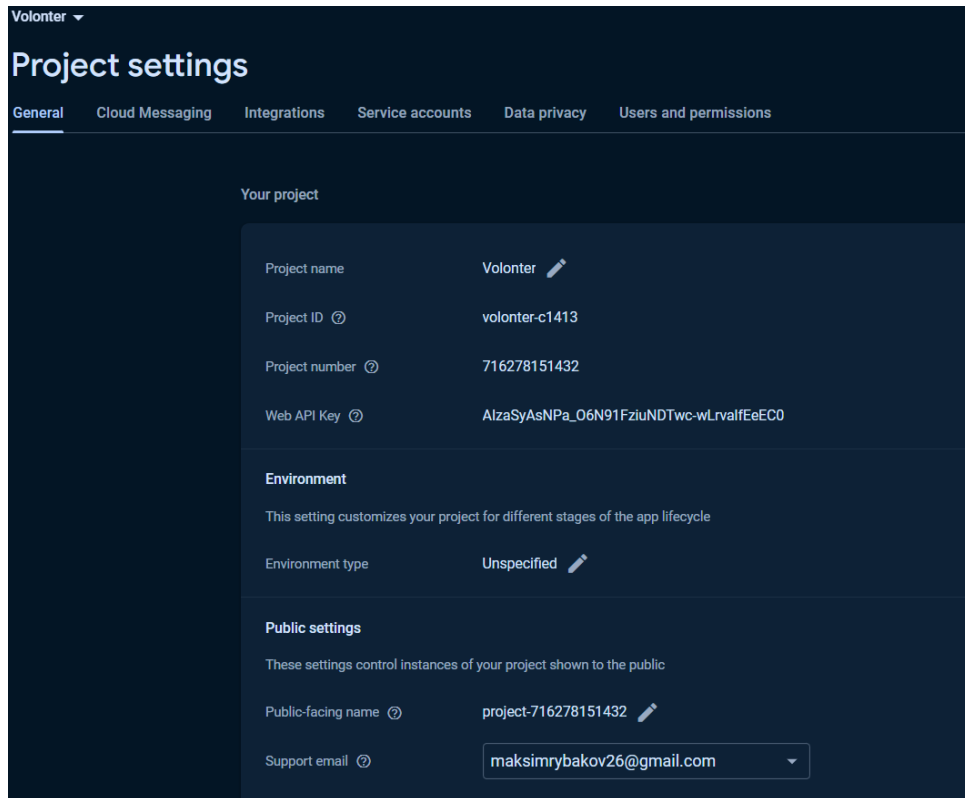 Volonter
Project settings
General Cloud Messaging Integrations Service accounts Data privacy Users and permissions
Your project
Project name Volonter
Project ID volonter-c1413
Project number 716278151432
Web API Key AIzaSyAsNPa_O6N91FziuNDTwc-wLrvalfEeEC0
Environment
This setting customizes your project for different stages of the app lifecycle
Environment type Unspecified
Public settings
These settings control instances of your project shown to the public
Public-facing name project-716278151432
Support email maksimrybakov26@gmail.com